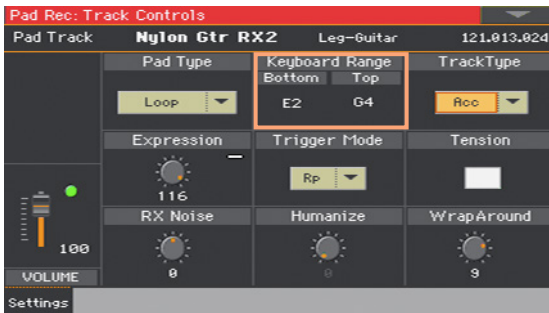 Pad Rec: Track Controls
Pad Track Nylon Gtr RX2 Leg-Guitar 121.013.024
Pad Type Keyboard Range TrackType
Bottom Top
Loop E2 G4 Acc
Expression Trigger Mode Tension
116 Rp
RX Noise Humanize WrapAround
100 0 0 9
VOLUME
Settings